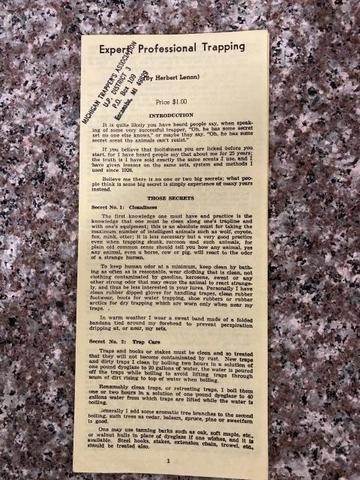 Expert Professional Trapping
MICHIGAN TRAPPER'S ASSOCIATION
U.P. DISTRICT 3
P.O. Box 109
Escanaba, MI 49829
(by Herbert Lenon)
Price $1.00
INTRODUCTION
It is quite likely you have heard people say, when speak-
ing of some very successful trapper, "Oh, he has some secret
set no one else knows," or maybe they say, "Oh, he has some
secret scent the animals can't resist."
If you believe that foolishness you are licked before you
start, for I have heard people say that about me for 25 years;
the truth is I have sold exactly the same scents I use, and I
have given lessons on the same sets, system and methods I
used since 1928.
Believe me there is no one or two big secrets; what peo-
ple think is some big secret is simply experience of many years
instead.
THOSE SECRETS
Secret No. 1: Cleanliness
The first knowledge one must have and practice is the
knowledge that one must be clean along one's trapline and
with one's equipment; this is an absolute must for taking the
maximum number of intelligent animals such as wolf, coyote,
fox, mink, otter; it is less necessary but a good practice, how-
ever when trapping skunk, raccoon and such animals, for
plain old common sense should tell you how any animal, yes
any animal, even a horse, cow or pig, will react to the odor
of a strange human.
To keep human odor at a minimum, keep clean by bath-
ing as often as is reasonable, wear clothing that is clean, not
clothing contaminated by gasoline, kerosene, sweat or any
other strong odor that may cause the animal to react strange-
ly, and thus be less interested in your lures. Personally I have
clean rubber dipped gloves for handling my traps, clean rubber
footwear, boots for water trapping, shoe rubbers or rubber
arctics for dry trapping which are worn only when near my
traps.
In warm weather I wear a sweat band made of a folded
bandana tied around my forehead to prevent perspiration
dripping at, or near, my sets.
Secret No. 2: Trap Care
Traps and hooks or stakes must be clean and so treated
that they will not become contaminated by rust. New traps
and dirty traps I clean by boiling two hours in a solution of
one pound dyeglaze to 20 gallons of water, the water is poured
off the traps while boiling to avoid lifting traps through
scum of dirt rising to top of water when boiling.
Reasonably clean traps, or retreating traps, I boil them
one or two hours in a solution of one pound dyeglaze to 40
gallons water from which traps are lifted while the water is
boiling.
Generally I add some aromatic tree branches to the second
boiling, such trees as cedar, balsam, spruce, pine or sweetfern
is good.
One may use tanning barks such as oak, soft maple, etc.,
or walnut hulls in place of dyeglaze if one wishes, and it is
available. Steel hooks, stakes, extension chain, trowel, etc.,
should be treated also.